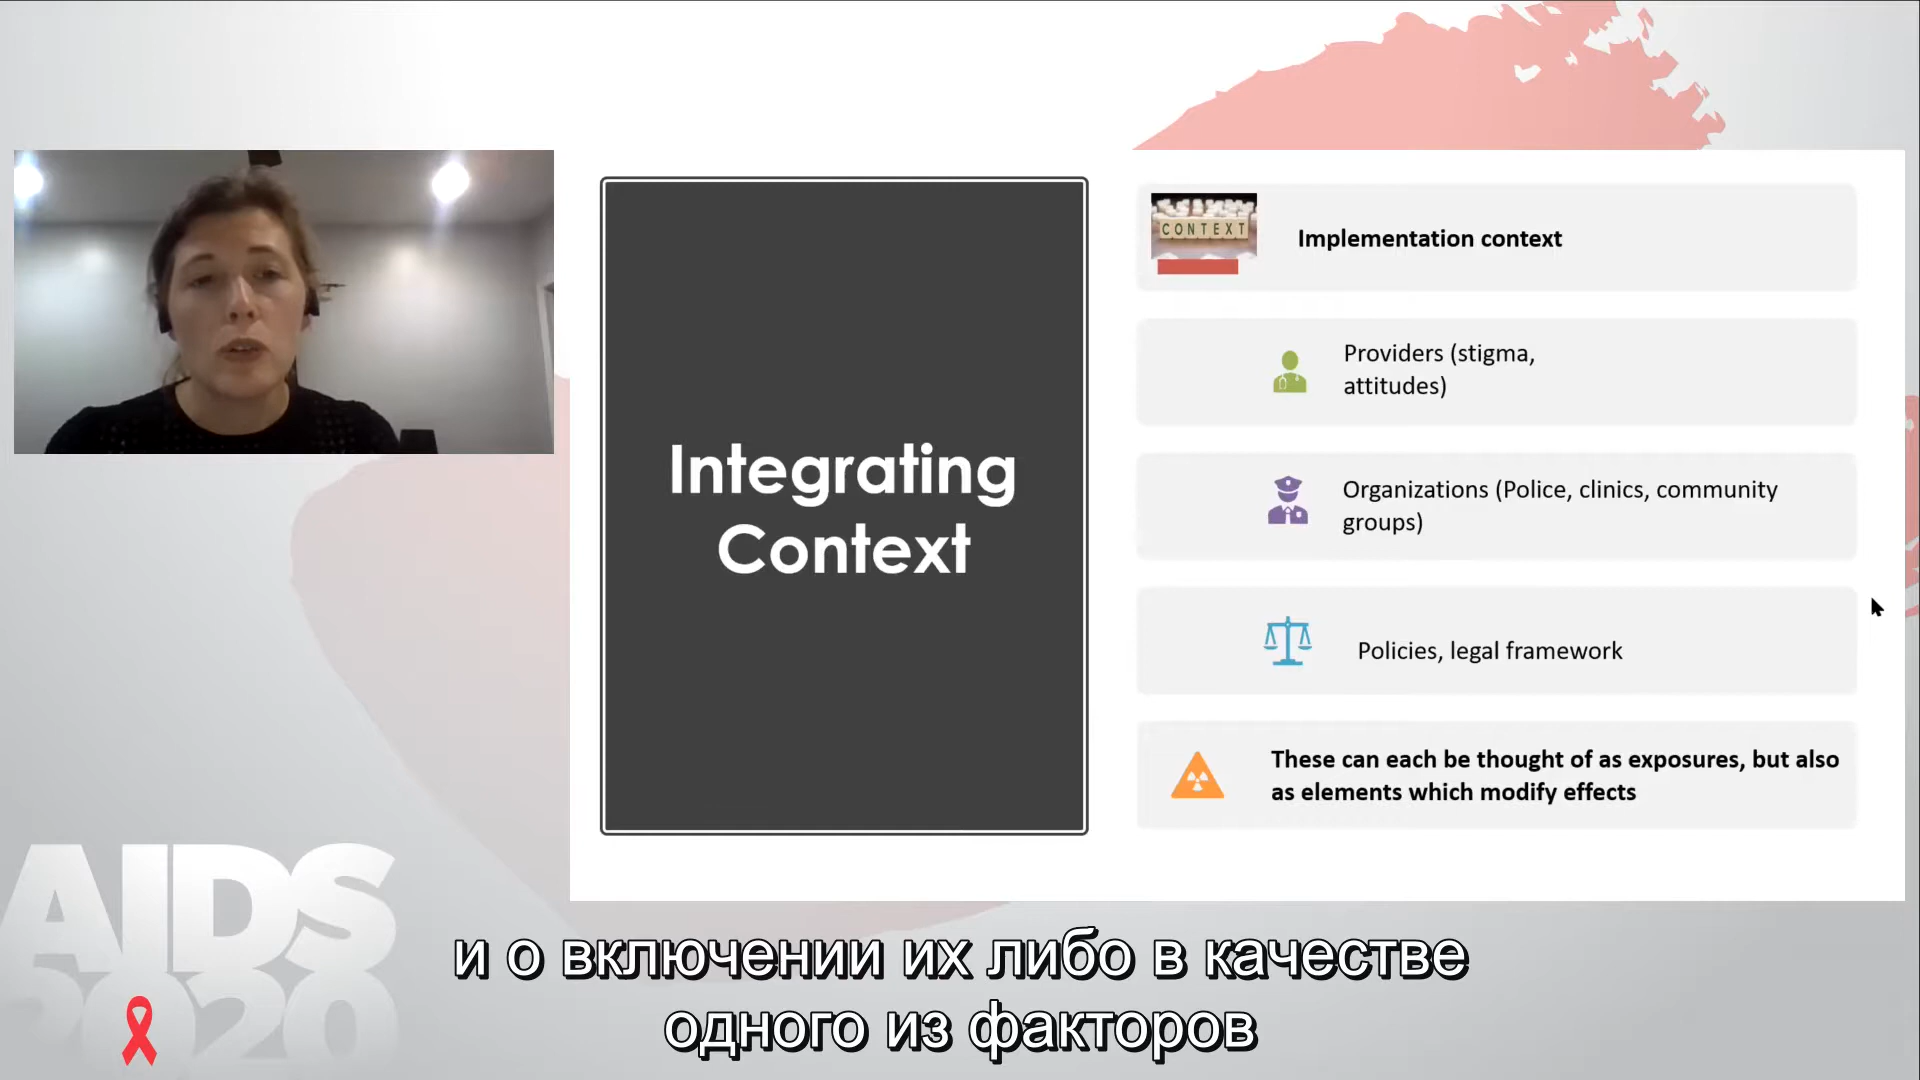 CONTEXT
Implementation context
Providers (stigma,
attitudes)
Integrating
Context
Organizations (Police, clinics, community
groups)
Policies, legal framework
These can each be thought of as exposures, but also
as elements which modify effects
AIDS
2020
и о включении их либо в качестве
одного из факторов